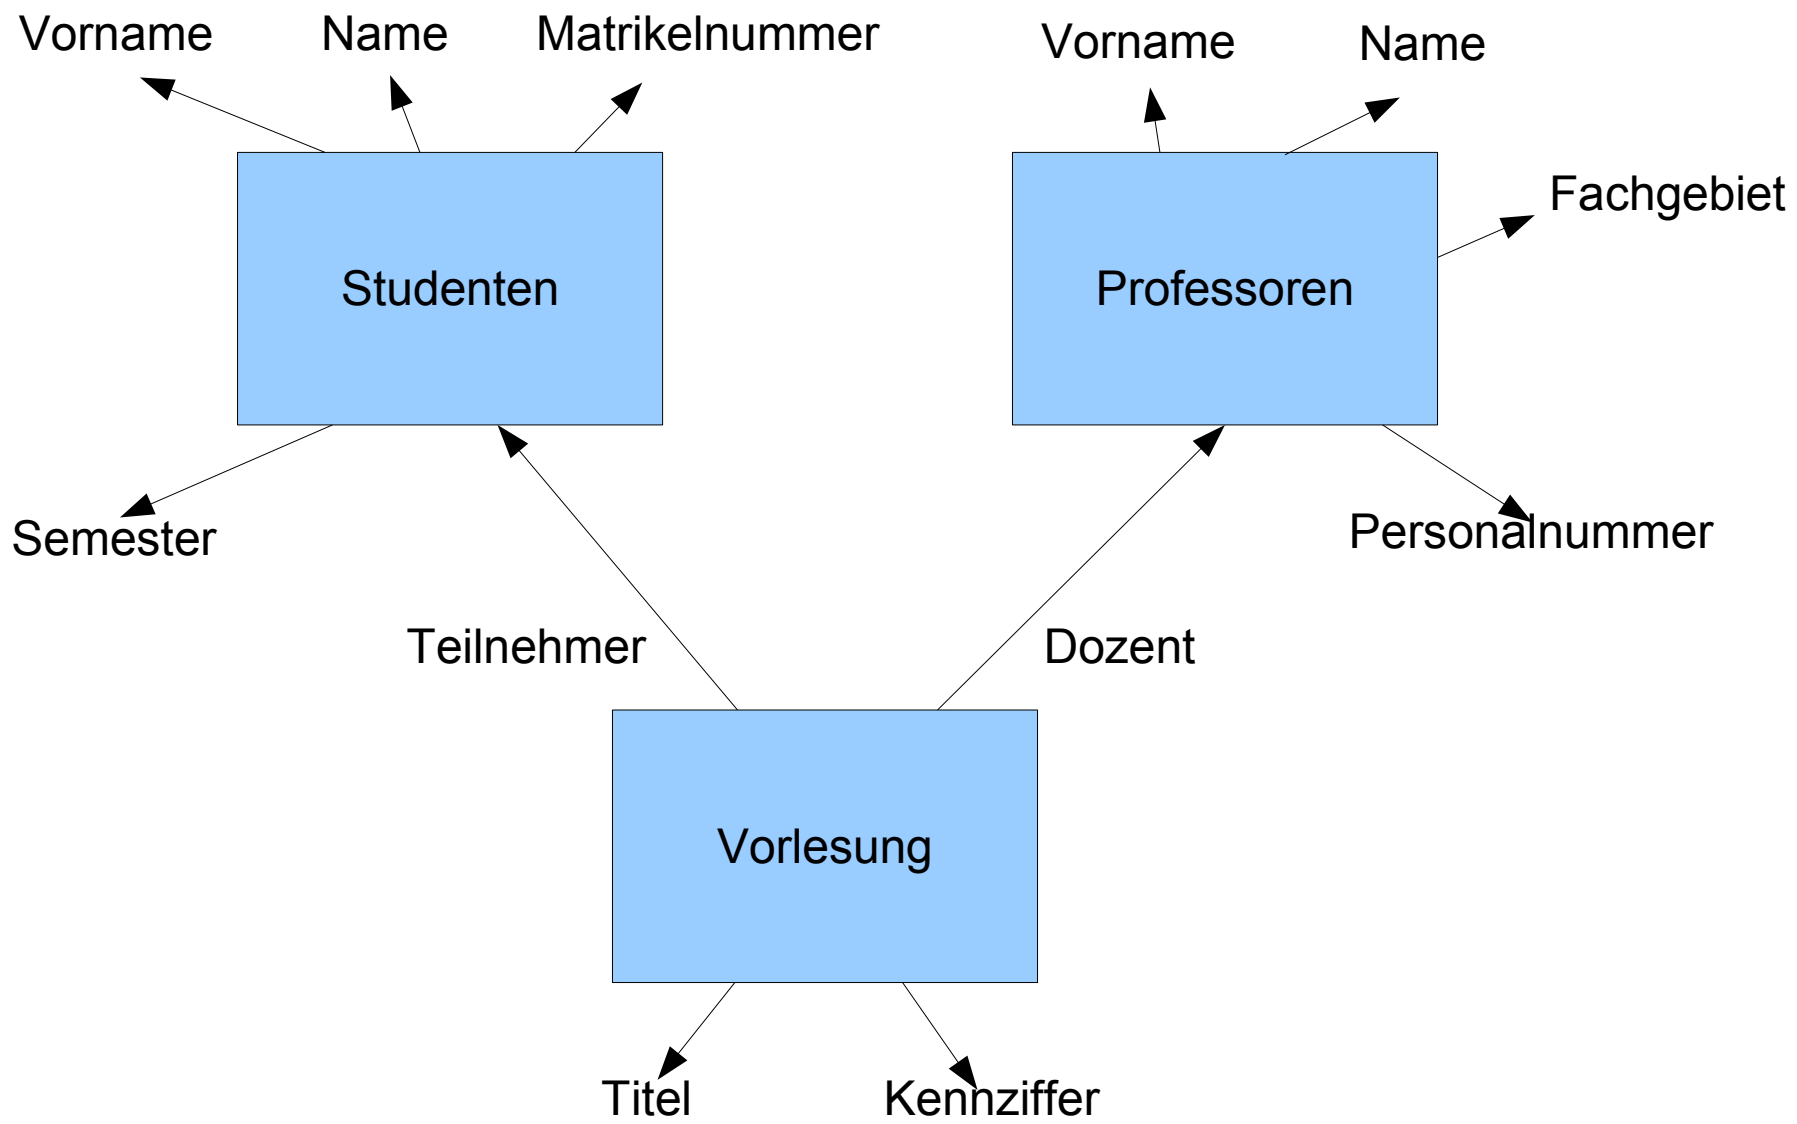 Vorname
Name
Matrikelnummer
Vorname
Name
Fachgebiet
Studenten
Professoren
Semester
Personalnummer
Teilnehmer
Dozent
Vorlesung
Titel
Kennziffer